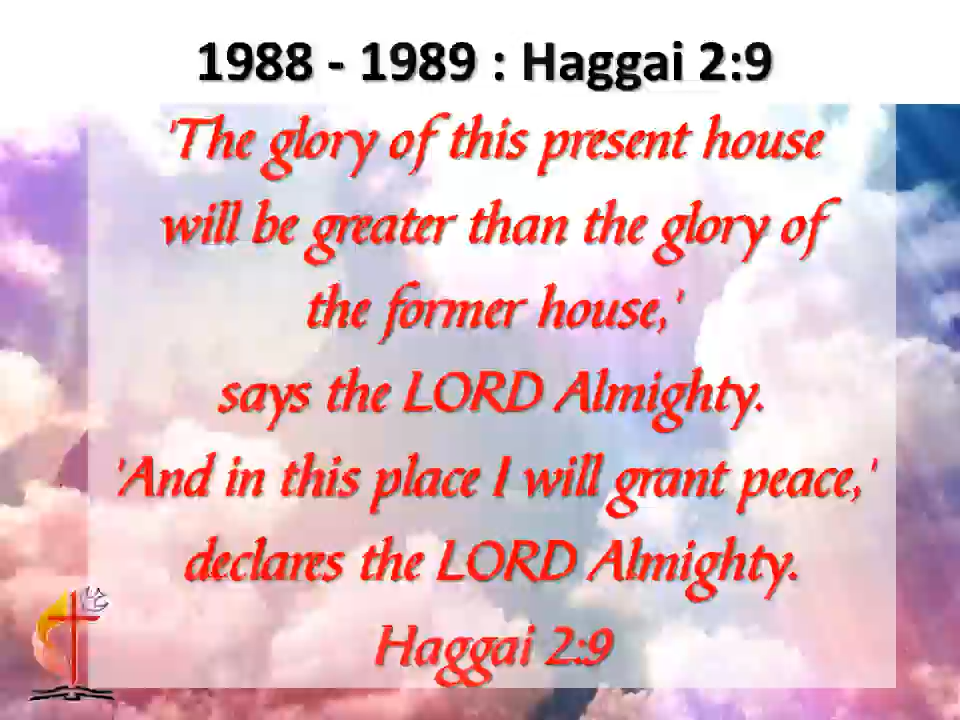 1988 - 1989 : Haggai 2:9
'The glory of this present house
will be greater than the glory of
the former house,'
says the LORD Almighty.
'And in this place I will grant peace,'
declares the LORD Almighty.
Haggai 2:9